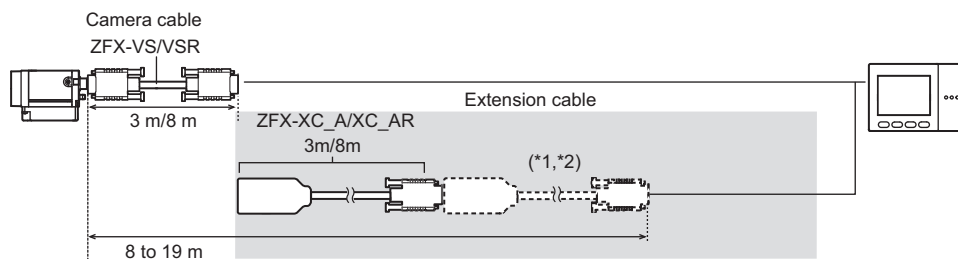 Camera cable
ZFX-VS/VSR
3 m/8 m
Extension cable
ZFX-XC_A/XC_AR
3m/8m
(*1,*2)
8 to 19 m